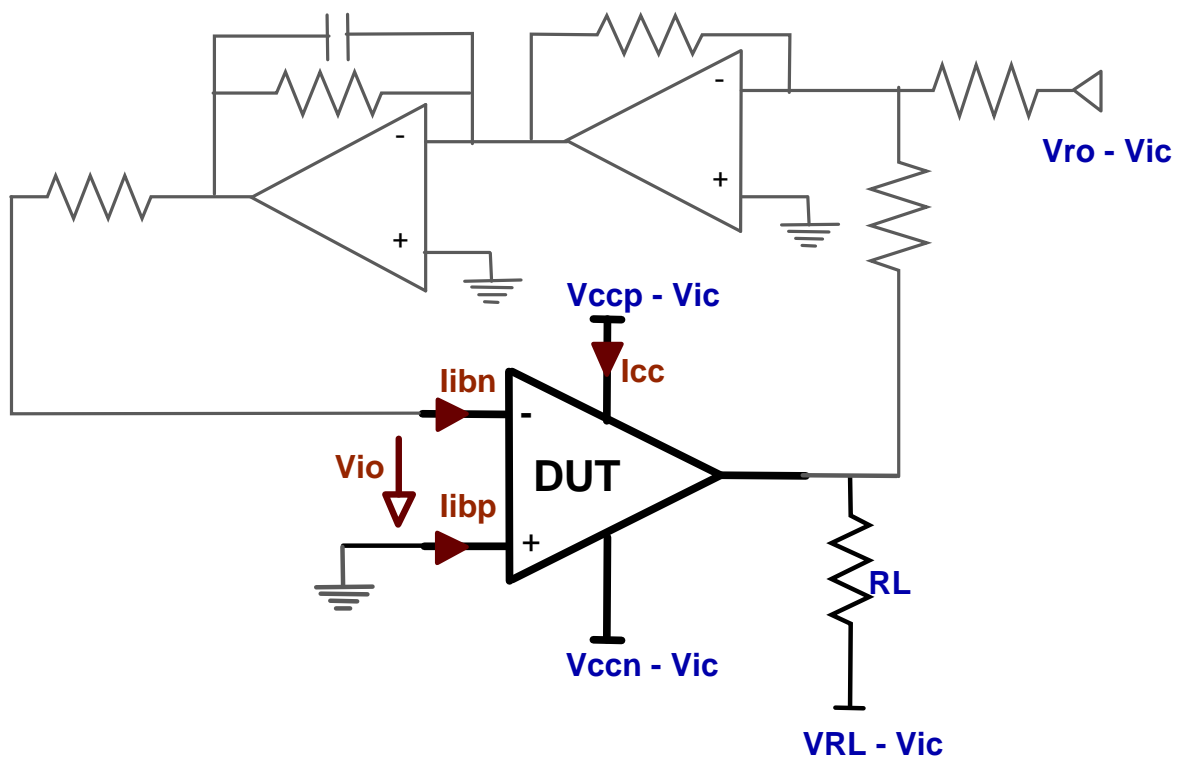 -
-
Vro - Vic
+
+
Vccp - Vic
Icc
Iibn
-
Vio
DUT
Iibp
+
RL
Vccn - Vic
VRL - Vic